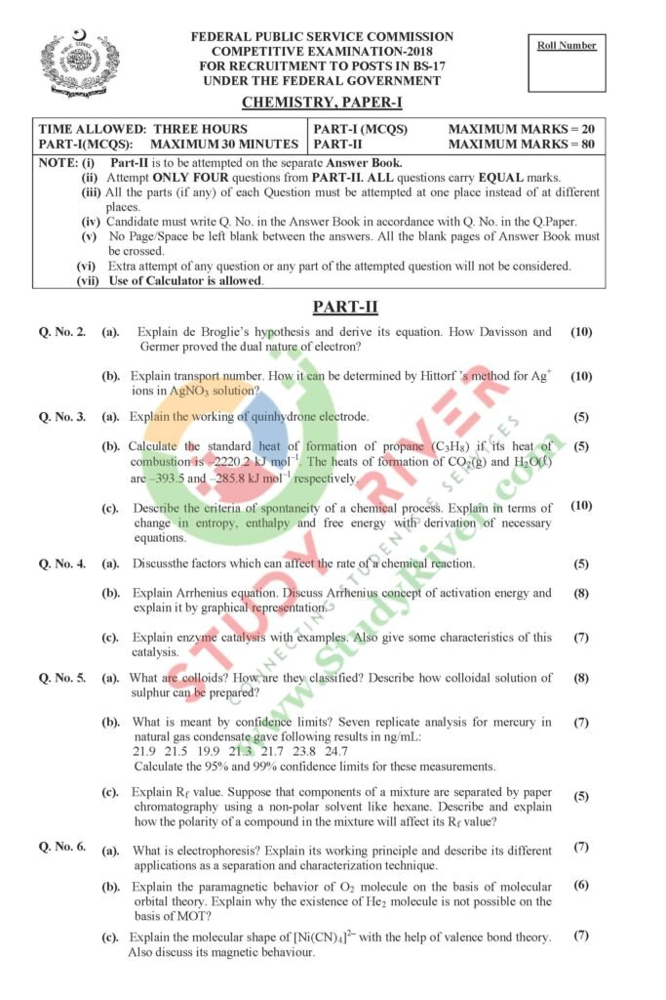 FEDERAL PUBLIC SERVICE COMMISSION
COMPETITIVE EXAMINATION-2018
FOR RECRUITMENT TO POSTS IN BS-17
UNDER THE FEDERAL GOVERNMENT
Roll Number
CHEMISTRY, PAPER-I
TIME ALLOWED: THREE HOURS PART-I (MCQS) MAXIMUM MARKS = 20
PART-I(MCQS): MAXIMUM 30 MINUTES PART-II MAXIMUM MARKS = 80
NOTE: (i) Part-II is to be attempted on the separate Answer Book.
(ii) Attempt ONLY FOUR questions from PART-II. ALL questions carry EQUAL marks.
(iii) All the parts (if any) of each Question must be attempted at one place instead of at different
places.
(iv) Candidate must write Q. No. in the Answer Book in accordance with Q. No. in the Q.Paper.
(v) No Page/Space be left blank between the answers. All the blank pages of Answer Book must
be crossed.
(vi) Extra attempt of any question or any part of the attempted question will not be considered.
(vii) Use of Calculator is allowed.
PART-II
Q. No. 2. (a). Explain de Broglie's hypothesis and derive its equation. How Davisson and (10)
Germer proved the dual nature of electron?
(b). Explain transport number. How it can be determined by Hittorf 's method for Ag⁺ (10)
ions in AgNO₃ solution?
Q. No. 3. (a). Explain the working of quinhydrone electrode. (5)
(b). Calculate the standard heat of formation of propane (C₃H₈) if its heat of (5)
combustion is –2220.2 kJ mol⁻¹. The heats of formation of CO₂(g) and H₂O(ℓ)
are –393.5 and –285.8 kJ mol⁻¹ respectively.
(c). Describe the criteria of spontaneity of a chemical process. Explain in terms of (10)
change in entropy, enthalpy and free energy with derivation of necessary
equations.
Q. No. 4. (a). Discussthe factors which can affect the rate of a chemical reaction. (5)
(b). Explain Arrhenius equation. Discuss Arrhenius concept of activation energy and (8)
explain it by graphical representation.
(c). Explain enzyme catalysis with examples. Also give some characteristics of this (7)
catalysis.
Q. No. 5. (a). What are colloids? How are they classified? Describe how colloidal solution of (8)
sulphur can be prepared?
(b). What is meant by confidence limits? Seven replicate analysis for mercury in (7)
natural gas condensate gave following results in ng/mL:
21.9 21.5 19.9 21.3 21.7 23.8 24.7
Calculate the 95% and 99% confidence limits for these measurements.
(c). Explain R_f value. Suppose that components of a mixture are separated by paper (5)
chromatography using a non-polar solvent like hexane. Describe and explain
how the polarity of a compound in the mixture will affect its R_f value?
Q. No. 6. (a). What is electrophoresis? Explain its working principle and describe its different (7)
applications as a separation and characterization technique.
(b). Explain the paramagnetic behavior of O₂ molecule on the basis of molecular (6)
orbital theory. Explain why the existence of He₂ molecule is not possible on the
basis of MOT?
(c). Explain the molecular shape of [Ni(CN)₄]²⁻ with the help of valence bond theory. (7)
Also discuss its magnetic behaviour.
STUDY RIVER
CONNECTING STUDENTS & SERVICES
www.StudyRiver.com